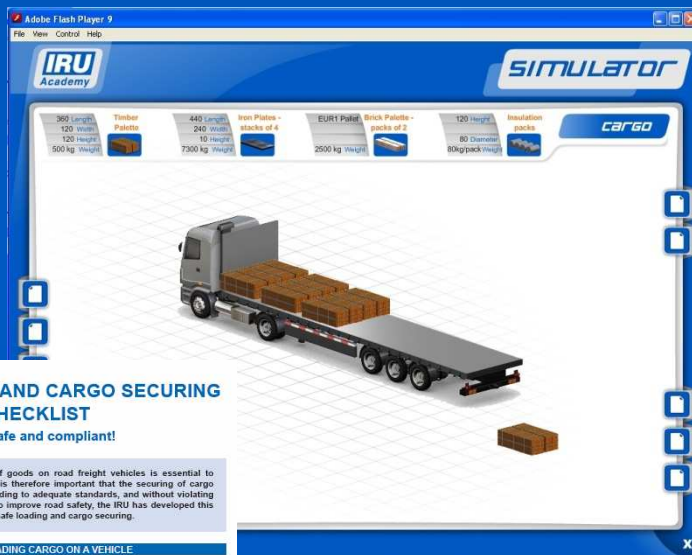 Adobe Flash Player 9
File View Control Help
IRU
Academy
SIMULATOR
360 Length
120 Width
120 Height
500 kg Weight
Timber
Palette
440 Length
240 Width
10 Height
7300 kg Weight
Iron Plates -
stacks of 4
EUR1 Pallet
2500 kg Weight
Brick Palette -
packs of 2
120 Height
80 Diameter
80kg/pack Weight
Insulation
packs
cargo
AND CARGO SECURING
HECKLIST
afe and compliant!
f goods on road freight vehicles is essential to
is therefore important that the securing of cargo
ding to adequate standards, and without violating
o improve road safety, the IRU has developed this
afe loading and cargo securing.
ADING CARGO ON A VEHICLE
X